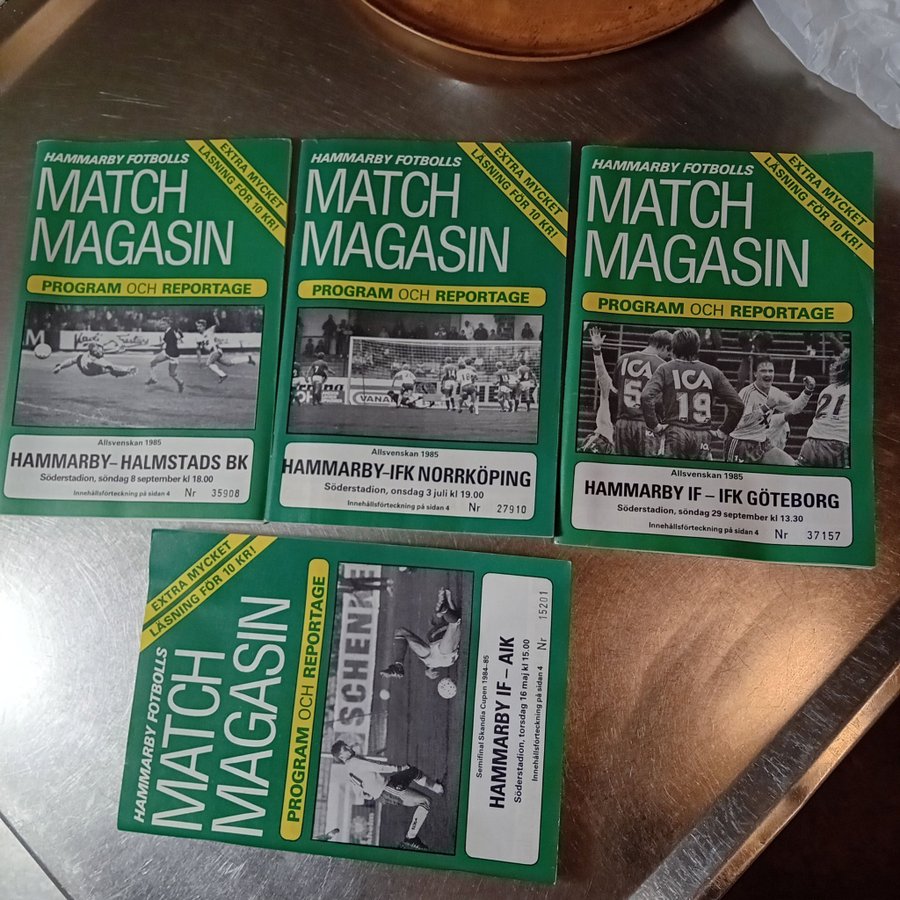 HAMMARBY FOTBOLLS
MATCH
MAGASIN
EXTRA MYCKET
LÄSNING FÖR 10 KR!
PROGRAM OCH REPORTAGE
M
Allsvenskan 1985
HAMMARBY–HALMSTADS BK
Söderstadion, söndag 8 september kl 18.00
Innehållsförteckning på sidan 4 Nr 35908
HAMMARBY FOTBOLLS
MATCH
MAGASIN
EXTRA MYCKET
LÄSNING FÖR 10 KR!
PROGRAM OCH REPORTAGE
VANA
Allsvenskan 1985
HAMMARBY-IFK NORRKÖPING
Söderstadion, onsdag 3 juli kl 19.00
Innehållsförteckning på sidan 4 Nr 27910
HAMMARBY FOTBOLLS
MATCH
MAGASIN
EXTRA MYCKET
LÄSNING FÖR 10 KR!
PROGRAM OCH REPORTAGE
ICA
5
ICA
19
21
Allsvenskan 1985
HAMMARBY IF – IFK GÖTEBORG
Söderstadion, söndag 29 september kl 13.30
Innehållsförteckning på sidan 4 Nr 37157
HAMMARBY FOTBOLLS
MATCH
MAGASIN
EXTRA MYCKET
LÄSNING FÖR 10 KR!
PROGRAM OCH REPORTAGE
SCHENP
Semifinal Skandia Cupen 1984–85
HAMMARBY IF – AIK
Söderstadion, torsdag 16 maj kl 15.00
Innehållsförteckning på sidan 4 Nr 15201